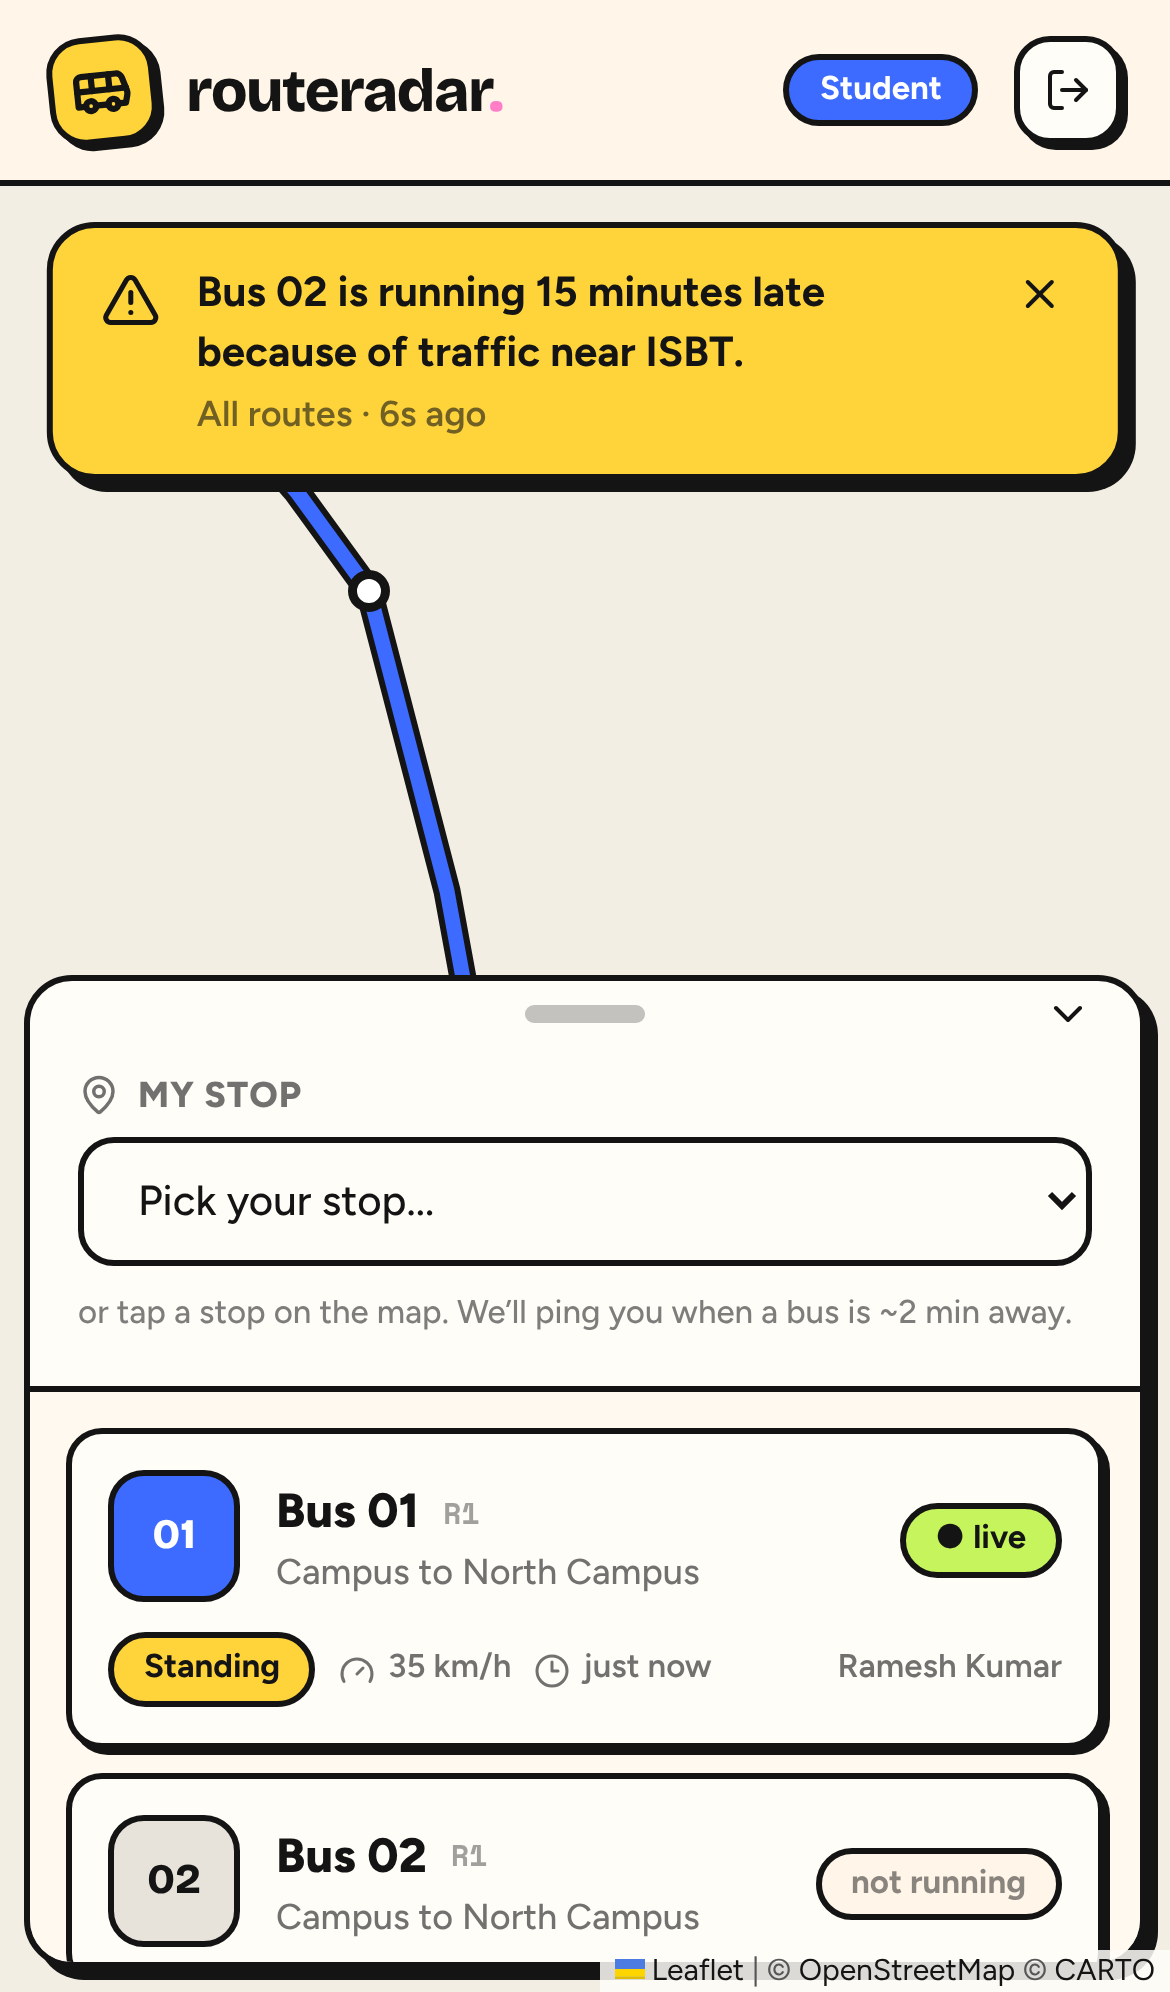 routeradar.
Student
Bus 02 is running 15 minutes late
because of traffic near ISBT.
All routes · 6s ago
MY STOP
Pick your stop...
or tap a stop on the map. We’ll ping you when a bus is ~2 min away.
01
Bus 01 R1
Campus to North Campus
live
Standing
35 km/h
just now
Ramesh Kumar
02
Bus 02 R1
Campus to North Campus
not running
Leaflet | © OpenStreetMap © CARTO